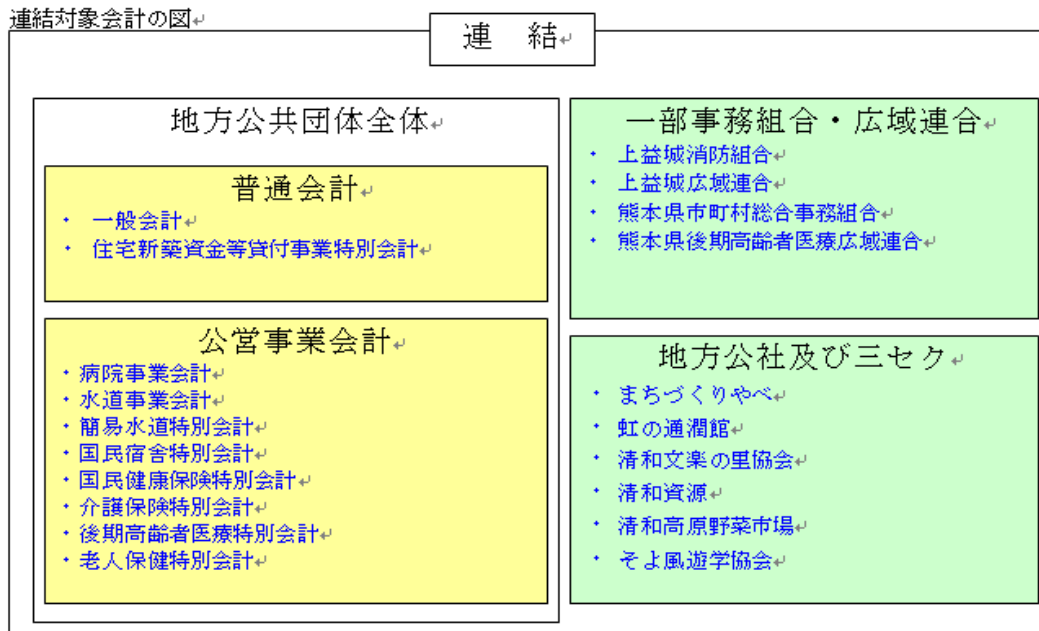 連結対象会計の図
連　結
地方公共団体全体
普通会計
・ 一般会計
・ 住宅新築資金等貸付事業特別会計
公営事業会計
・病院事業会計
・水道事業会計
・簡易水道特別会計
・国民宿舎特別会計
・国民健康保険特別会計
・介護保険特別会計
・後期高齢者医療特別会計
・老人保健特別会計
一部事務組合・広域連合
・ 上益城消防組合
・ 上益城広域連合
・ 熊本県市町村総合事務組合
・ 熊本県後期高齢者医療広域連合
地方公社及び三セク
・ まちづくりやべ
・ 虹の通潤館
・ 清和文楽の里協会
・ 清和資源
・ 清和高原野菜市場
・ そよ風遊学協会